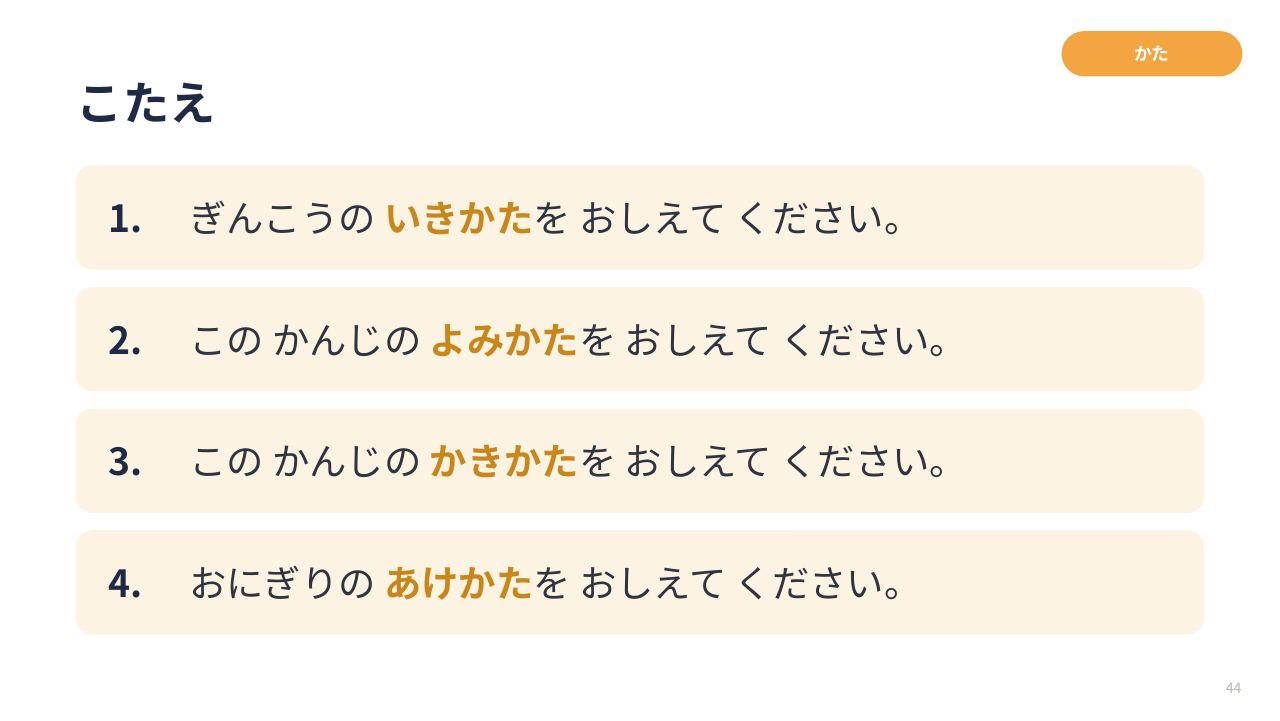 かた
こたえ
1. ぎんこうの いきかたを おしえて ください。
2. この かんじの よみかたを おしえて ください。
3. この かんじの かきかたを おしえて ください。
4. おにぎりの あけかたを おしえて ください。
44